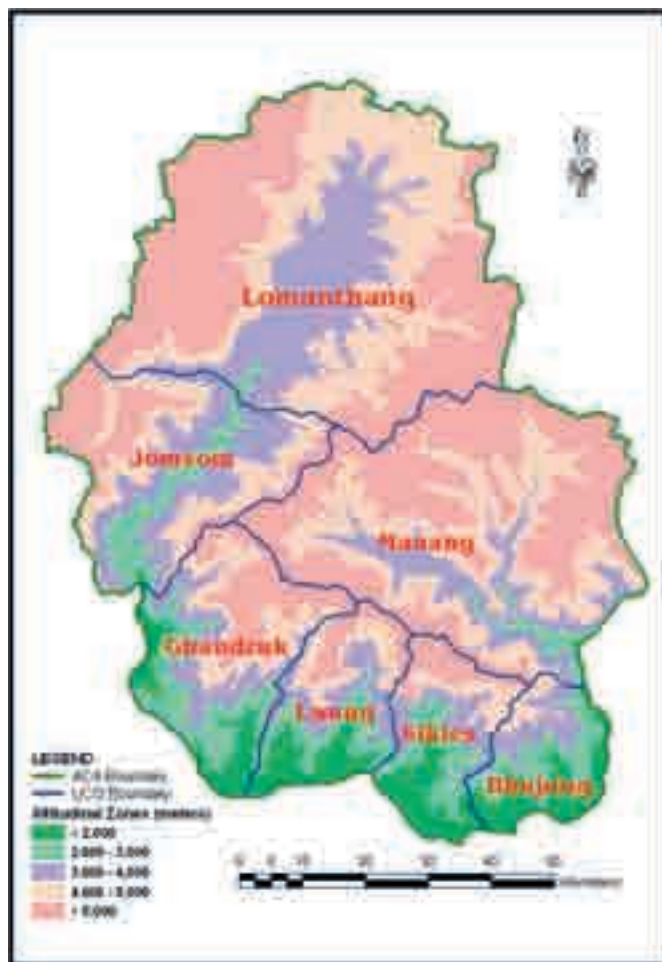 Lomanthang
Jomsom
Manang
Ghandruk
Lwang
Sikles
Bhujung
LEGEND
ACA Boundary
UCO Boundary
Altitudinal Zones (meters)
< 2,000
2,000 - 3,000
3,000 - 4,000
4,000 - 5,000
> 5,000